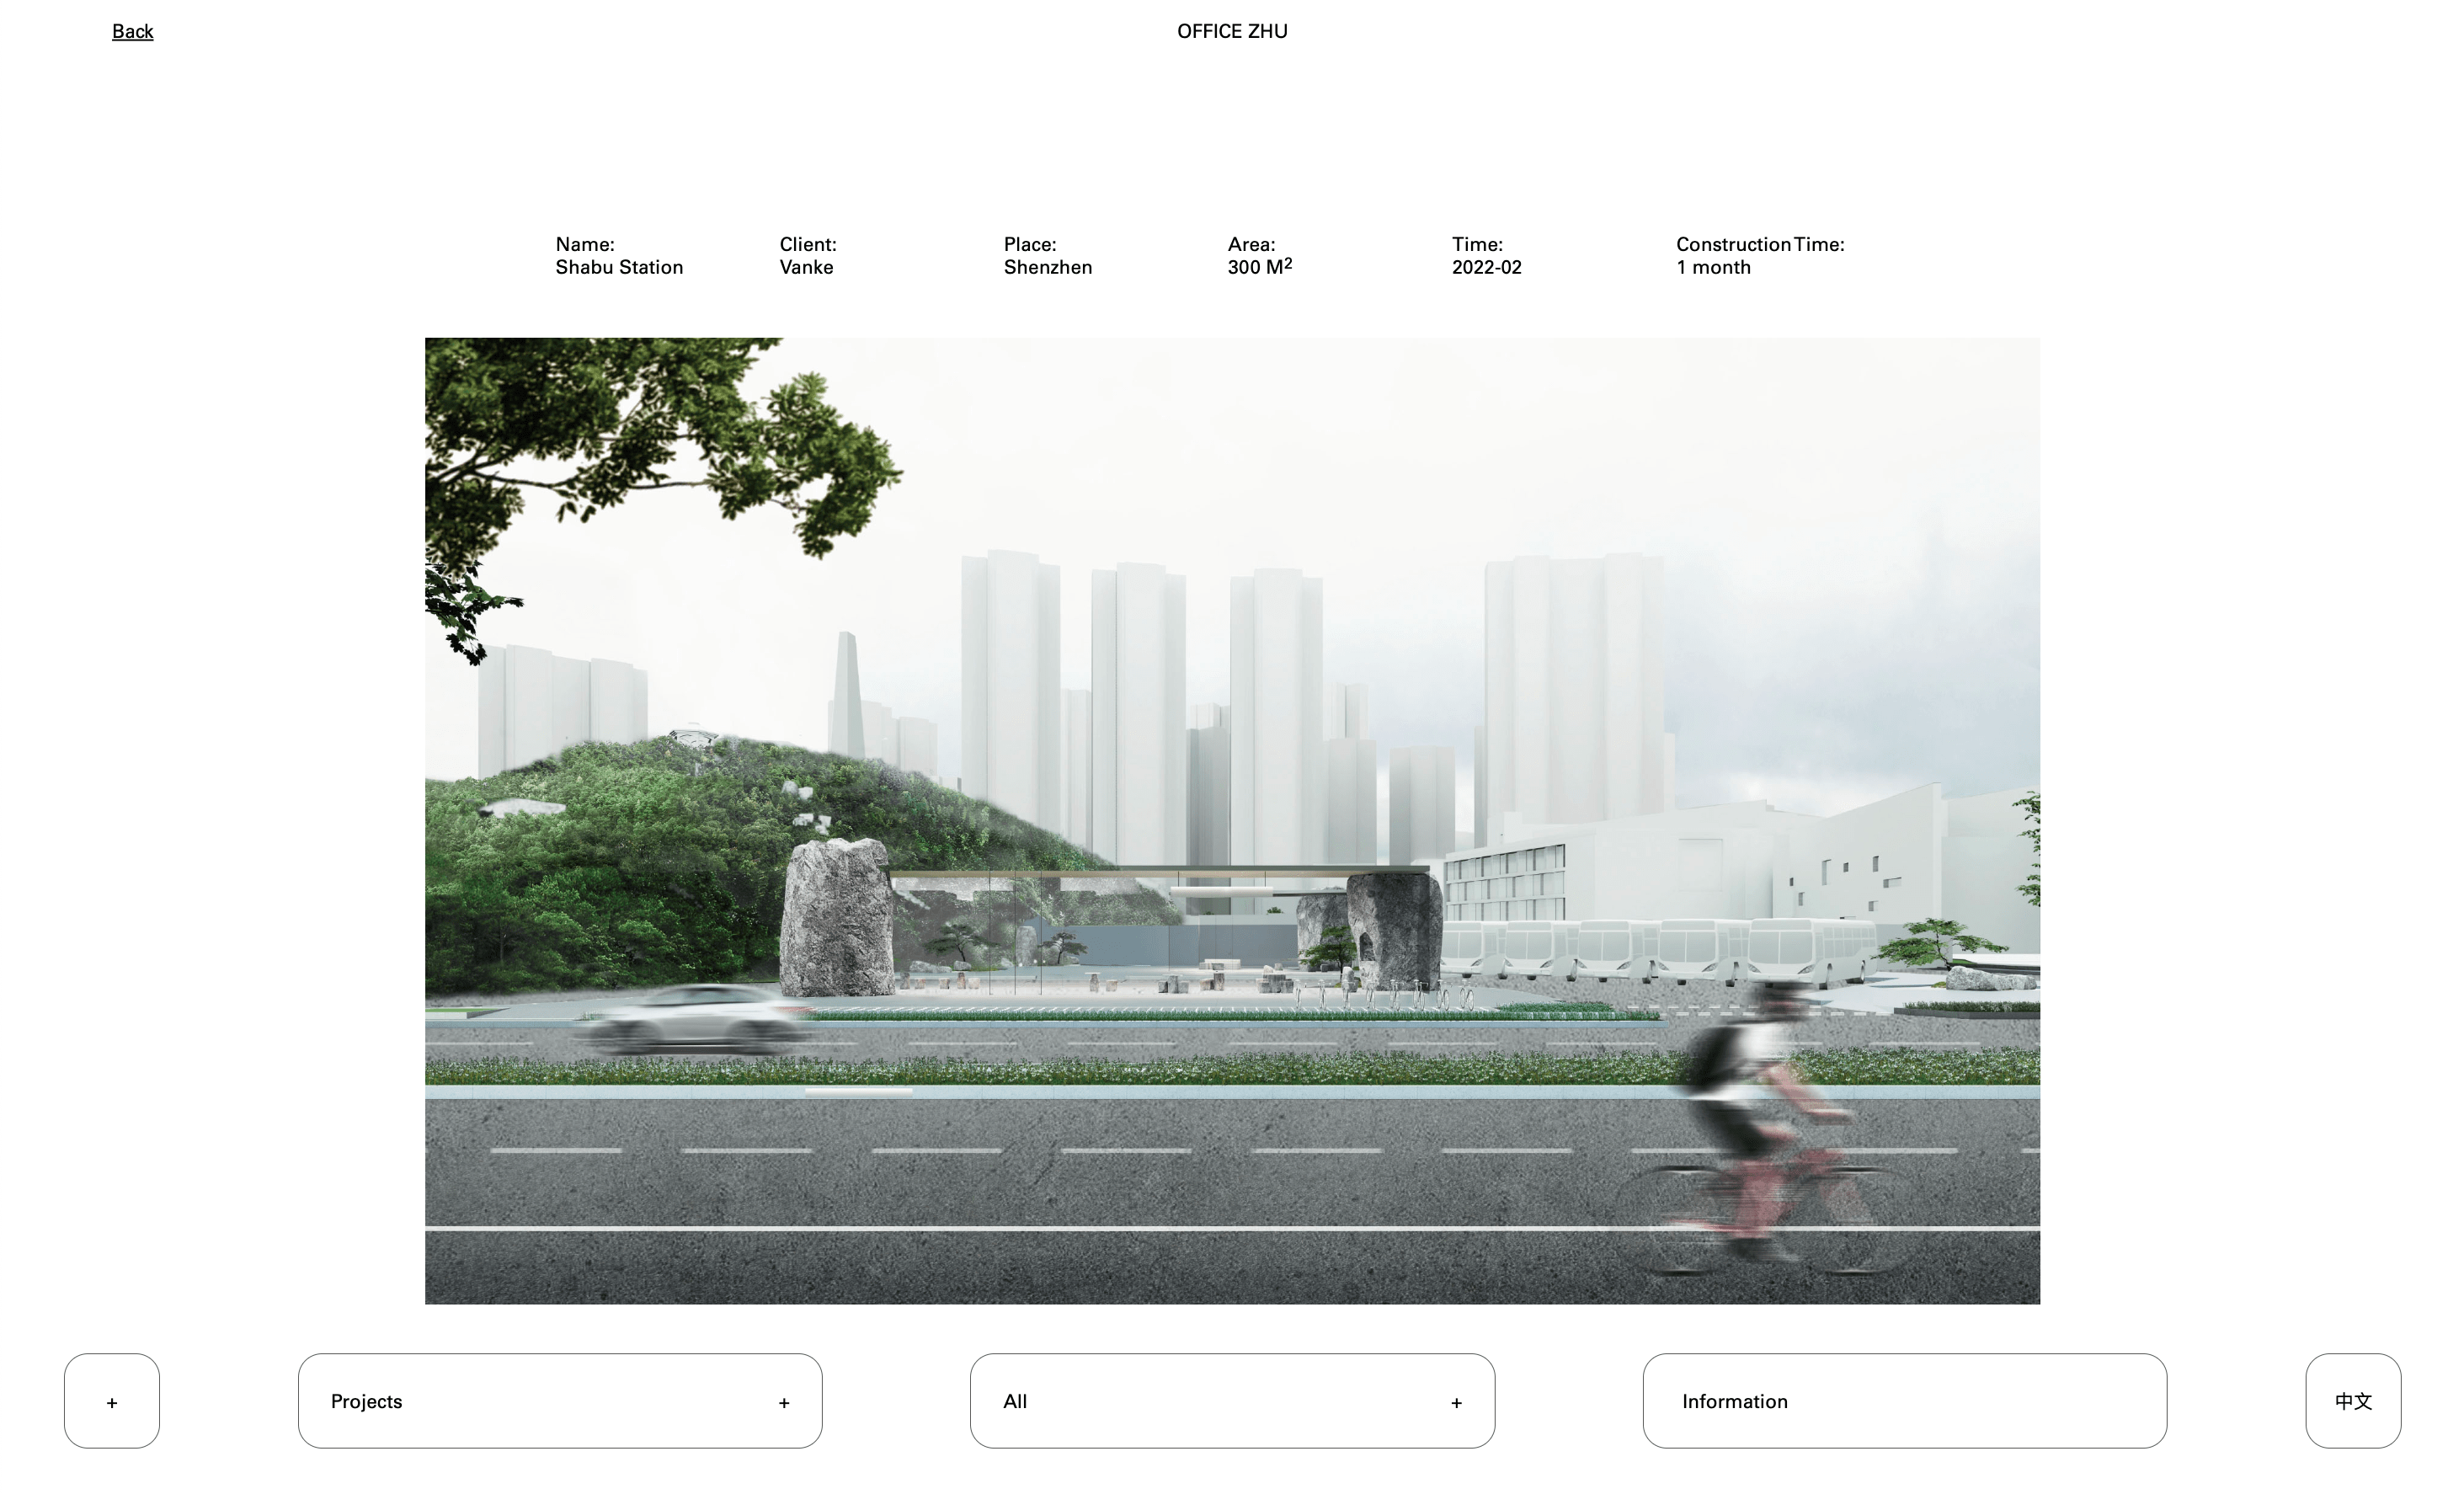 Back
OFFICE ZHU
Name:
Shabu Station
Client:
Vanke
Place:
Shenzhen
Area:
300 M²
Time:
2022-02
Construction Time:
1 month
+
Projects +
All +
Information
中文